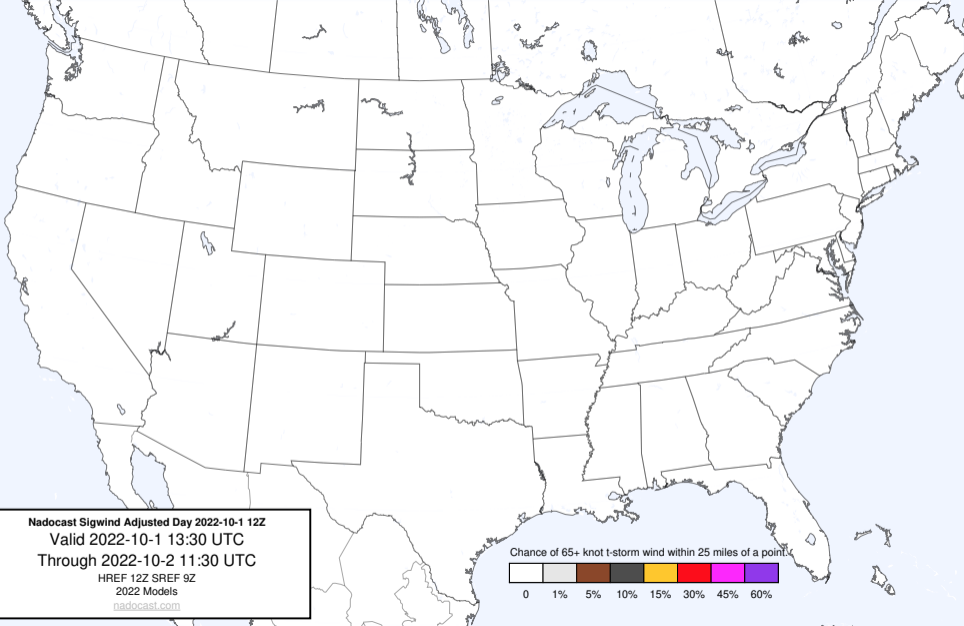 Nadocast Sigwind Adjusted Day 2022-10-1 12Z
Valid 2022-10-1 13:30 UTC
Through 2022-10-2 11:30 UTC
HREF 12Z SREF 9Z
2022 Models
nadocast.com
Chance of 65+ knot t-storm wind within 25 miles of a point.
0 1% 5% 10% 15% 30% 45% 60%